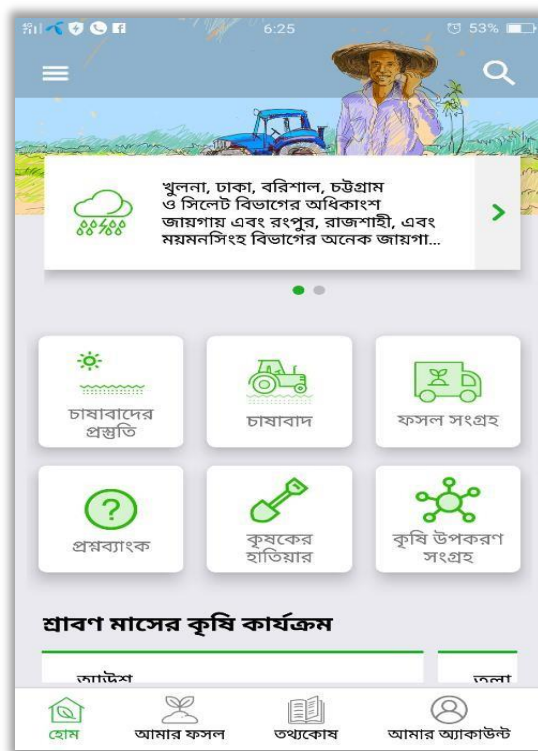 6:25
53%
খুলনা, ঢাকা, বরিশাল, চট্টগ্রাম
ও সিলেট বিভাগের অধিকাংশ
জায়গায় এবং রংপুর, রাজশাহী, এবং
ময়মনসিংহ বিভাগের অনেক জায়গা...
চাষাবাদের
প্রস্তুতি
চাষাবাদ
ফসল সংগ্রহ
প্রশ্নব্যাংক
কৃষকের
হাতিয়ার
কৃষি উপকরণ
সংগ্রহ
শ্রাবণ মাসের কৃষি কার্যক্রম
আউশ
হোম
আমার ফসল
তথ্যকোষ
আমার অ্যাকাউন্ট